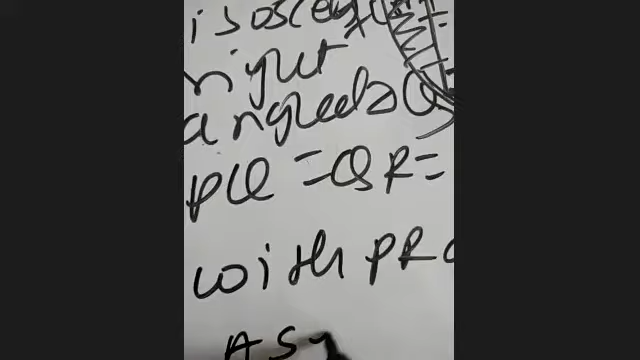 isosceles
right
angled
PQ = QR =
with PR
AS